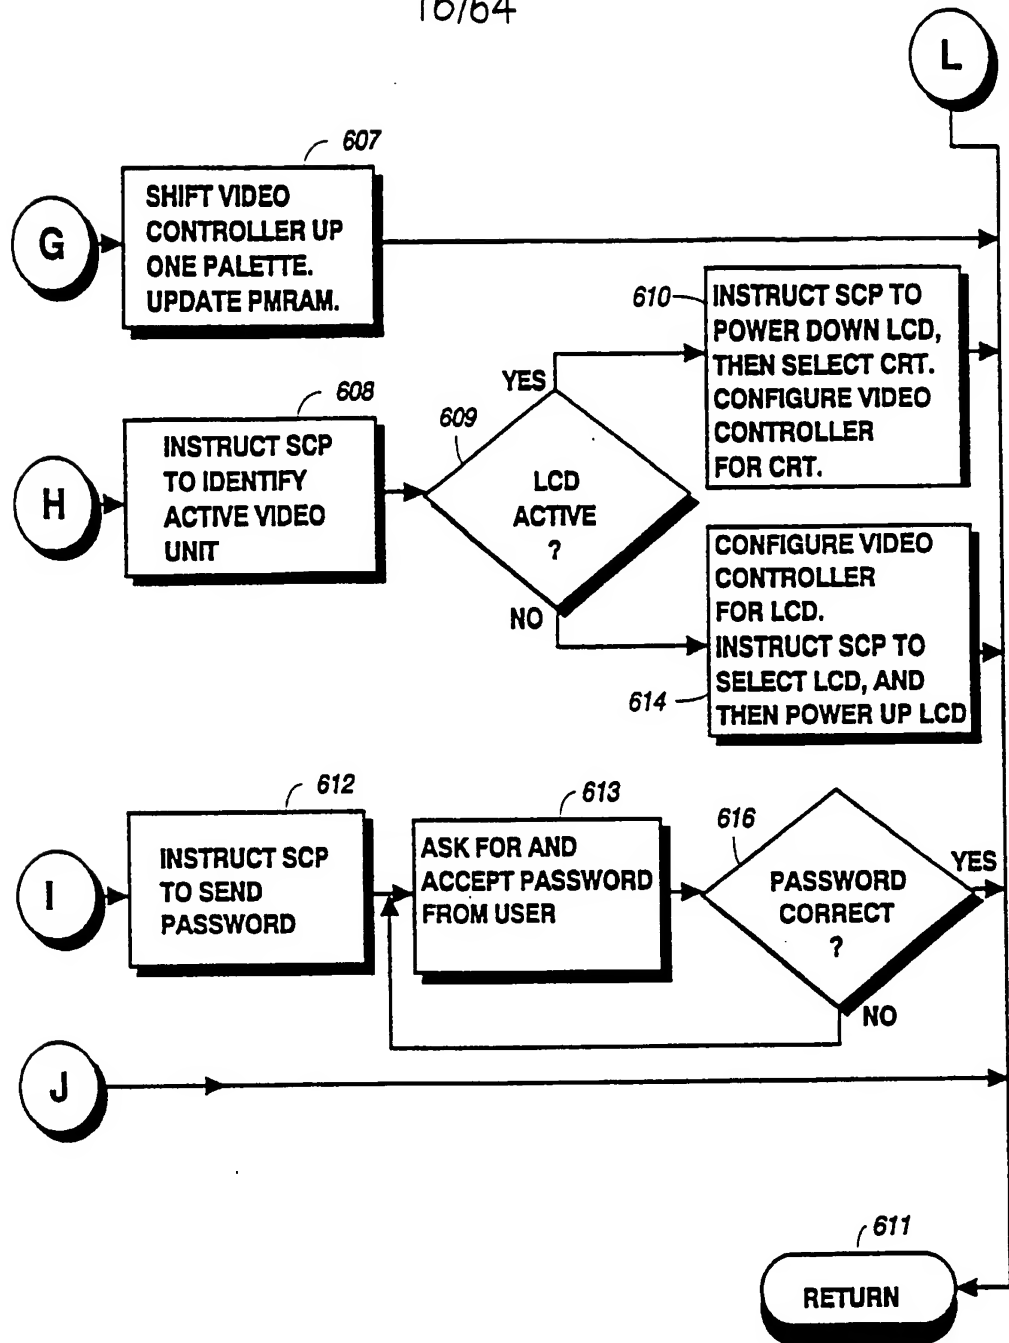 16/64
L
607
G
SHIFT VIDEO
CONTROLLER UP
ONE PALETTE.
UPDATE PMRAM.
610
INSTRUCT SCP TO
POWER DOWN LCD,
THEN SELECT CRT.
CONFIGURE VIDEO
CONTROLLER
FOR CRT.
608
H
INSTRUCT SCP
TO IDENTIFY
ACTIVE VIDEO
UNIT
609
YES
LCD
ACTIVE
?
NO
CONFIGURE VIDEO
CONTROLLER
FOR LCD.
INSTRUCT SCP TO
SELECT LCD, AND
THEN POWER UP LCD
614
612
I
INSTRUCT SCP
TO SEND
PASSWORD
613
ASK FOR AND
ACCEPT PASSWORD
FROM USER
616
PASSWORD
CORRECT
?
YES
NO
J
611
RETURN